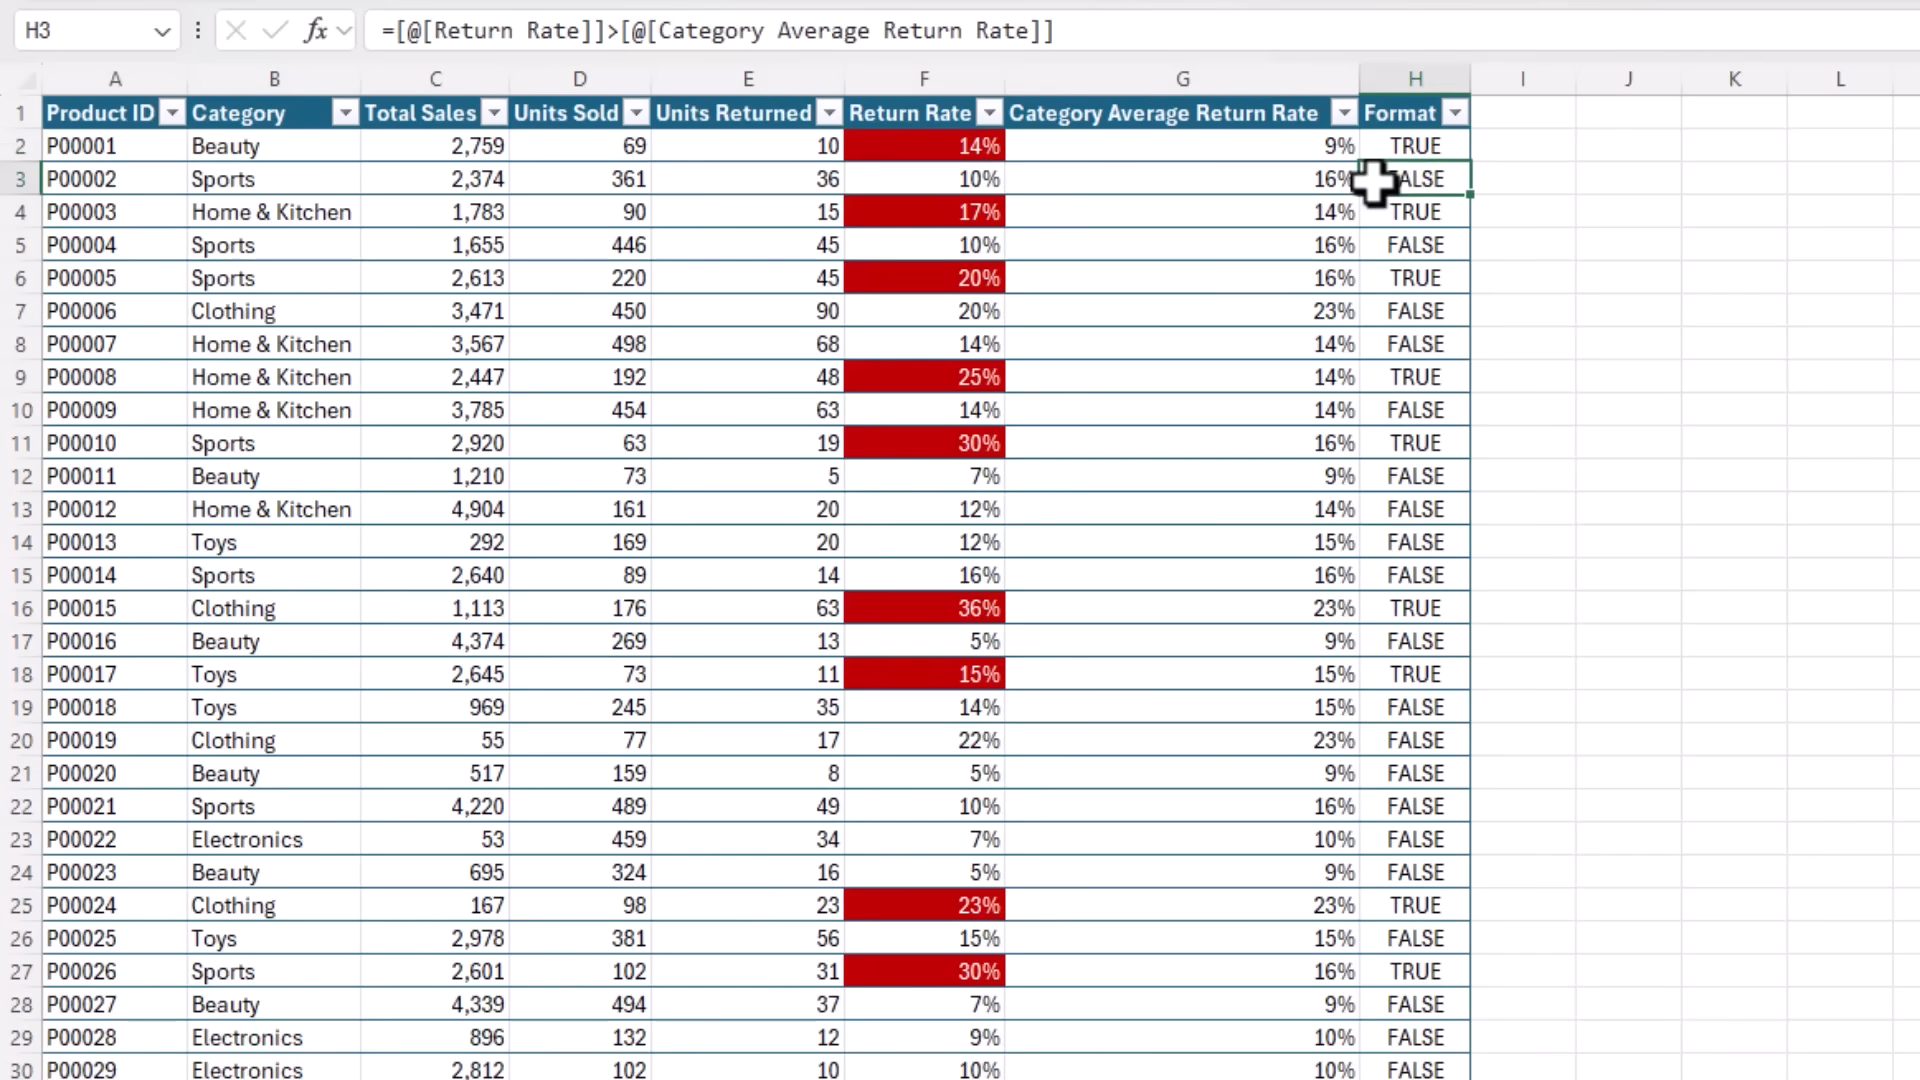 H3 fx =[@[Return Rate]]>[@[Category Average Return Rate]]
A B C D E F G H I J K L
1 Product ID Category Total Sales Units Sold Units Returned Return Rate Category Average Return Rate Format
2 P00001 Beauty 2,759 69 10 14% 9% TRUE
3 P00002 Sports 2,374 361 36 10% 16% ALSE
4 P00003 Home & Kitchen 1,783 90 15 17% 14% TRUE
5 P00004 Sports 1,655 446 45 10% 16% FALSE
6 P00005 Sports 2,613 220 45 20% 16% TRUE
7 P00006 Clothing 3,471 450 90 20% 23% FALSE
8 P00007 Home & Kitchen 3,567 498 68 14% 14% FALSE
9 P00008 Home & Kitchen 2,447 192 48 25% 14% TRUE
10 P00009 Home & Kitchen 3,785 454 63 14% 14% FALSE
11 P00010 Sports 2,920 63 19 30% 16% TRUE
12 P00011 Beauty 1,210 73 5 7% 9% FALSE
13 P00012 Home & Kitchen 4,904 161 20 12% 14% FALSE
14 P00013 Toys 292 169 20 12% 15% FALSE
15 P00014 Sports 2,640 89 14 16% 16% FALSE
16 P00015 Clothing 1,113 176 63 36% 23% TRUE
17 P00016 Beauty 4,374 269 13 5% 9% FALSE
18 P00017 Toys 2,645 73 11 15% 15% TRUE
19 P00018 Toys 969 245 35 14% 15% FALSE
20 P00019 Clothing 55 77 17 22% 23% FALSE
21 P00020 Beauty 517 159 8 5% 9% FALSE
22 P00021 Sports 4,220 489 49 10% 16% FALSE
23 P00022 Electronics 53 459 34 7% 10% FALSE
24 P00023 Beauty 695 324 16 5% 9% FALSE
25 P00024 Clothing 167 98 23 23% 23% TRUE
26 P00025 Toys 2,978 381 56 15% 15% FALSE
27 P00026 Sports 2,601 102 31 30% 16% TRUE
28 P00027 Beauty 4,339 494 37 7% 9% FALSE
29 P00028 Electronics 896 132 12 9% 10% FALSE
30 P00029 Electronics 2,812 102 10 10% 10% FALSE